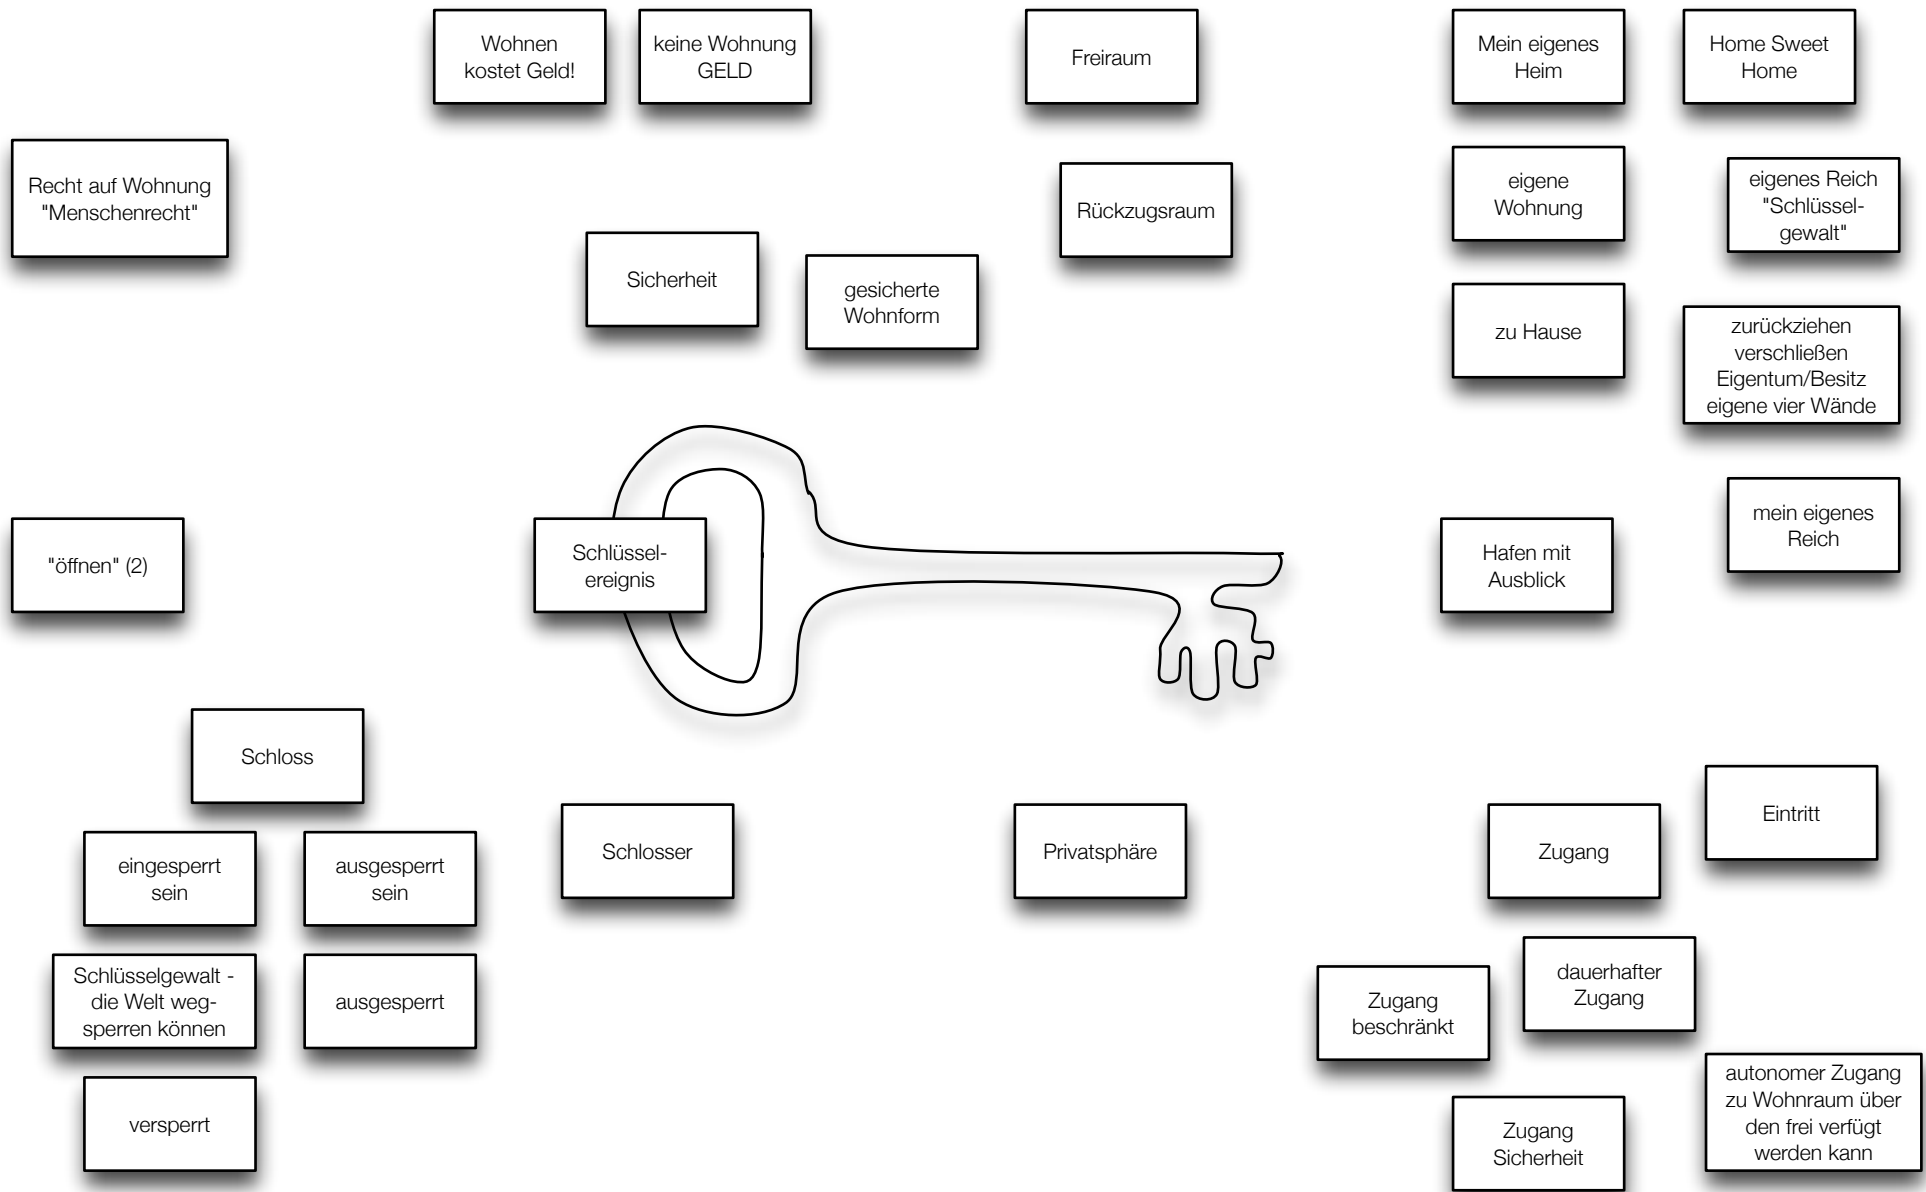 Wohnen
kostet Geld!
keine Wohnung
GELD
Freiraum
Mein eigenes
Heim
Home Sweet
Home
Recht auf Wohnung
"Menschenrecht"
Rückzugsraum
eigene
Wohnung
eigenes Reich
"Schlüssel-
gewalt"
Sicherheit
gesicherte
Wohnform
zu Hause
zurückziehen
verschließen
Eigentum/Besitz
eigene vier Wände
"öffnen" (2)
Schlüssel-
ereignis
Hafen mit
Ausblick
mein eigenes
Reich
Schloss
eingesperrt
sein
ausgesperrt
sein
Schlosser
Privatsphäre
Zugang
Eintritt
Schlüsselgewalt -
die Welt weg-
sperren können
ausgesperrt
Zugang
beschränkt
dauerhafter
Zugang
versperrt
Zugang
Sicherheit
autonomer Zugang
zu Wohnraum über
den frei verfügt
werden kann